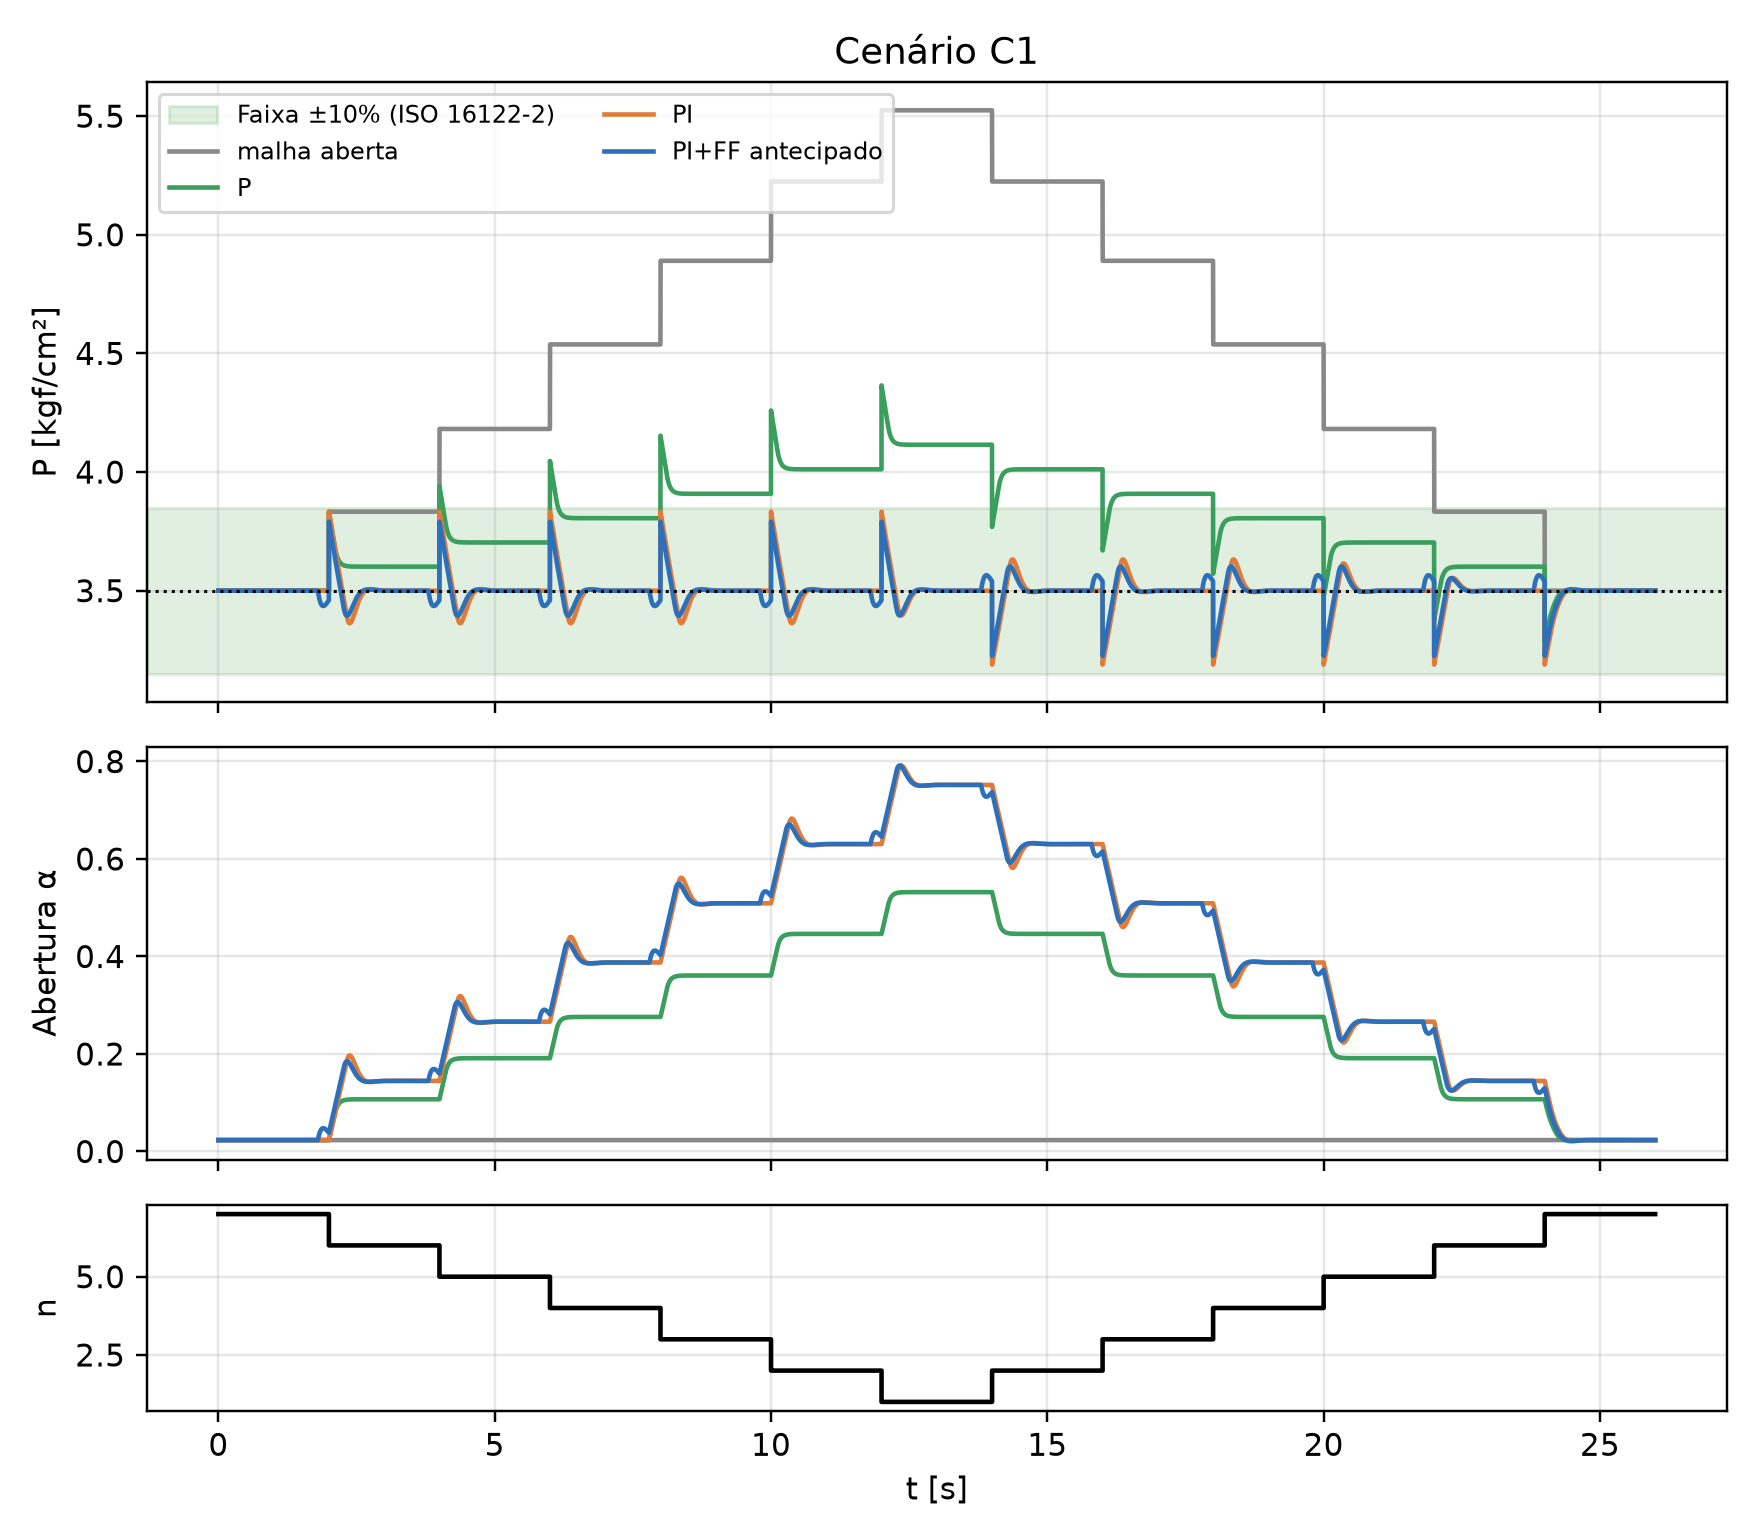 Cenário C1
Faixa ±10% (ISO 16122-2)
malha aberta
P
PI
PI+FF antecipado
P [kgf/cm²]
5.5
5.0
4.5
4.0
3.5
Abertura α
0.8
0.6
0.4
0.2
0.0
n
5.0
2.5
0 5 10 15 20 25
t [s]